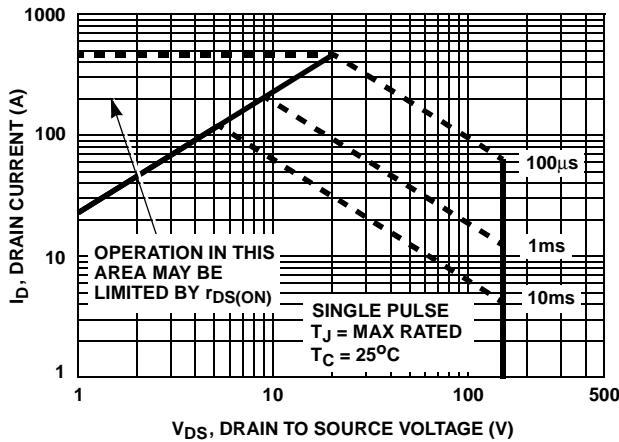 1000
100
10
1
I_D, DRAIN CURRENT (A)
100μs
1ms
10ms
OPERATION IN THIS
AREA MAY BE
LIMITED BY r_DS(ON)
SINGLE PULSE
T_J = MAX RATED
T_C = 25°C
1 10 100 500
V_DS, DRAIN TO SOURCE VOLTAGE (V)